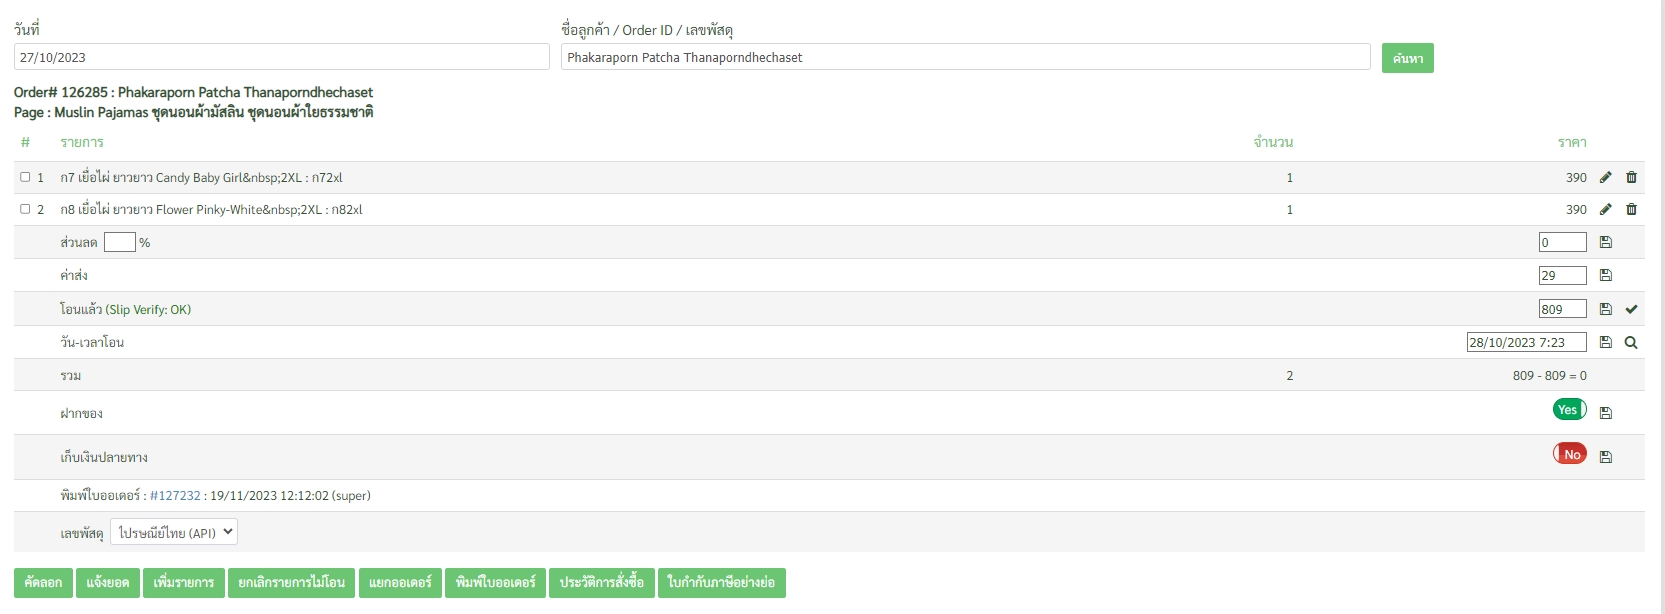 วันที่
ชื่อลูกค้า / Order ID / เลขพัสดุ
27/10/2023
Phakaraporn Patcha Thanaporndhechaset
ค้นหา
Order# 126285 : Phakaraporn Patcha Thanaporndhechaset
Page : Muslin Pajamas ชุดนอนผ้ามัสลิน ชุดนอนผ้าใยธรรมชาติ
# รายการ จำนวน ราคา
1 ก7 เยื่อไผ่ ยาวยาว Candy Baby Girl&nbsp;2XL : ก72xl 1 390
2 ก8 เยื่อไผ่ ยาวยาว Flower Pinky-White&nbsp;2XL : ก82xl 1 390
ส่วนลด % 0
ค่าส่ง 29
โอนแล้ว (Slip Verify: OK) 809
วัน-เวลาโอน 28/10/2023 7:23
รวม 2 809 - 809 = 0
ฝากของ Yes
เก็บเงินปลายทาง No
พิมพ์ใบออเดอร์ : #127232 : 19/11/2023 12:12:02 (super)
เลขพัสดุ ไปรษณีย์ไทย (API)
คัดลอก แจ้งยอด เพิ่มรายการ ยกเลิกรายการไม่โอน แยกออเดอร์ พิมพ์ใบออเดอร์ ประวัติการสั่งซื้อ ใบกำกับภาษีอย่างย่อ